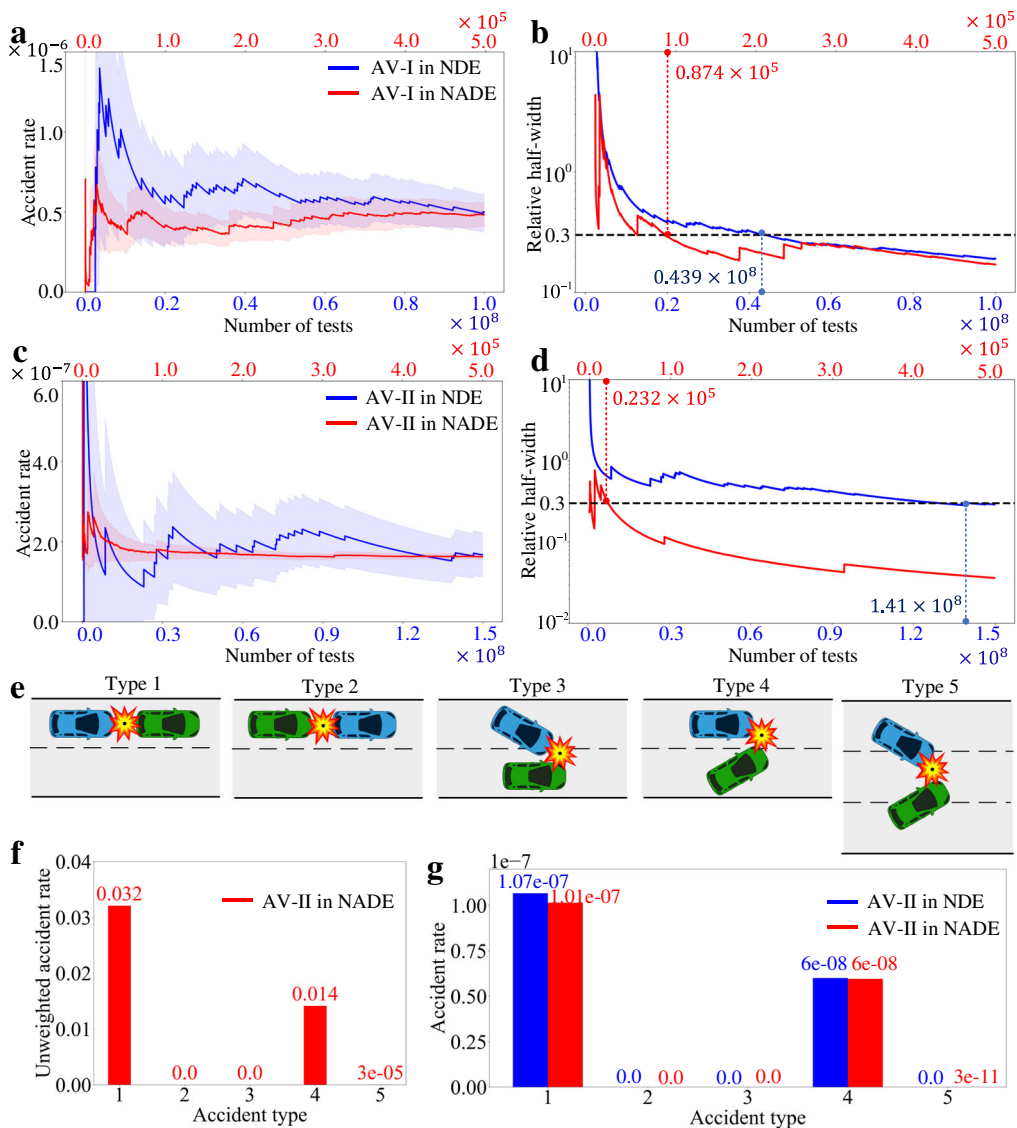 a
× 10⁵
0.0 1.0 2.0 3.0 4.0 5.0
× 10⁻⁶
1.5
1.0
0.5
0.0
Accident rate
AV-I in NDE
AV-I in NADE
0.0 0.2 0.4 0.6 0.8 1.0
Number of tests
× 10⁸
b
× 10⁵
0.0 1.0 2.0 3.0 4.0 5.0
10¹
10⁰
0.3
10⁻¹
Relative half-width
0.874 × 10⁵
0.439 × 10⁸
0.0 0.2 0.4 0.6 0.8 1.0
Number of tests
× 10⁸
c
× 10⁵
0.0 1.0 2.0 3.0 4.0 5.0
× 10⁻⁷
6.0
4.0
2.0
0.0
Accident rate
AV-II in NDE
AV-II in NADE
0.0 0.3 0.6 0.9 1.2 1.5
Number of tests
× 10⁸
d
× 10⁵
0.0 1.0 2.0 3.0 4.0 5.0
10¹
10⁰
0.3
10⁻¹
10⁻²
Relative half-width
0.232 × 10⁵
1.41 × 10⁸
0.0 0.3 0.6 0.9 1.2 1.5
Number of tests
× 10⁸
e
Type 1 Type 2 Type 3 Type 4 Type 5
f
0.04
0.03
0.02
0.01
0.00
Unweighted accident rate
AV-II in NADE
0.032
0.0
0.0
0.014
3e-05
1 2 3 4 5
Accident type
g
1e−7
1.00
0.75
0.50
0.25
0.00
Accident rate
AV-II in NDE
AV-II in NADE
1.07e-07 1.01e-07
0.0 0.0
0.0 0.0
6e-08 6e-08
0.0 3e-11
1 2 3 4 5
Accident type